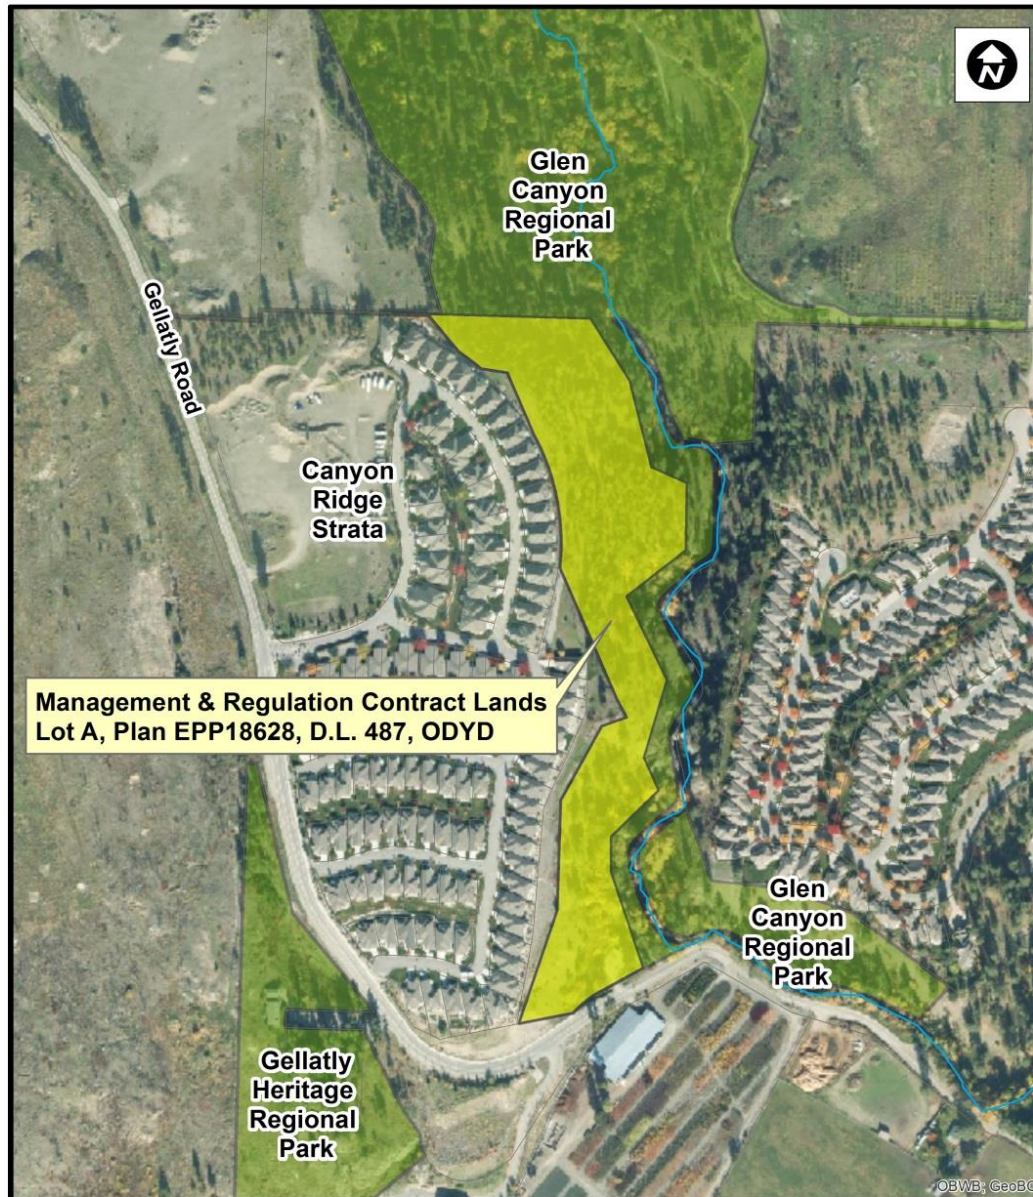 N
Glen
Canyon
Regional
Park
Gellatly Road
Canyon
Ridge
Strata
Management & Regulation Contract Lands
Lot A, Plan EPP18628, D.L. 487, ODYD
Glen
Canyon
Regional
Park
Gellatly
Heritage
Regional
Park
OBWB; GeoBC